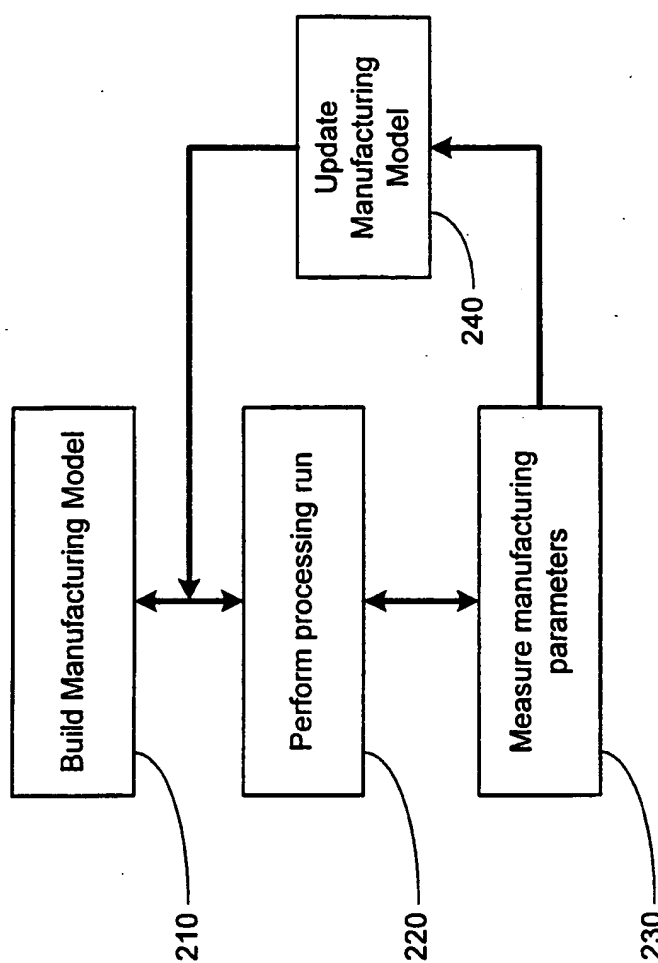 Build Manufacturing Model
210
Perform processing run
220
Measure manufacturing
parameters
230
Update
Manufacturing
Model
240